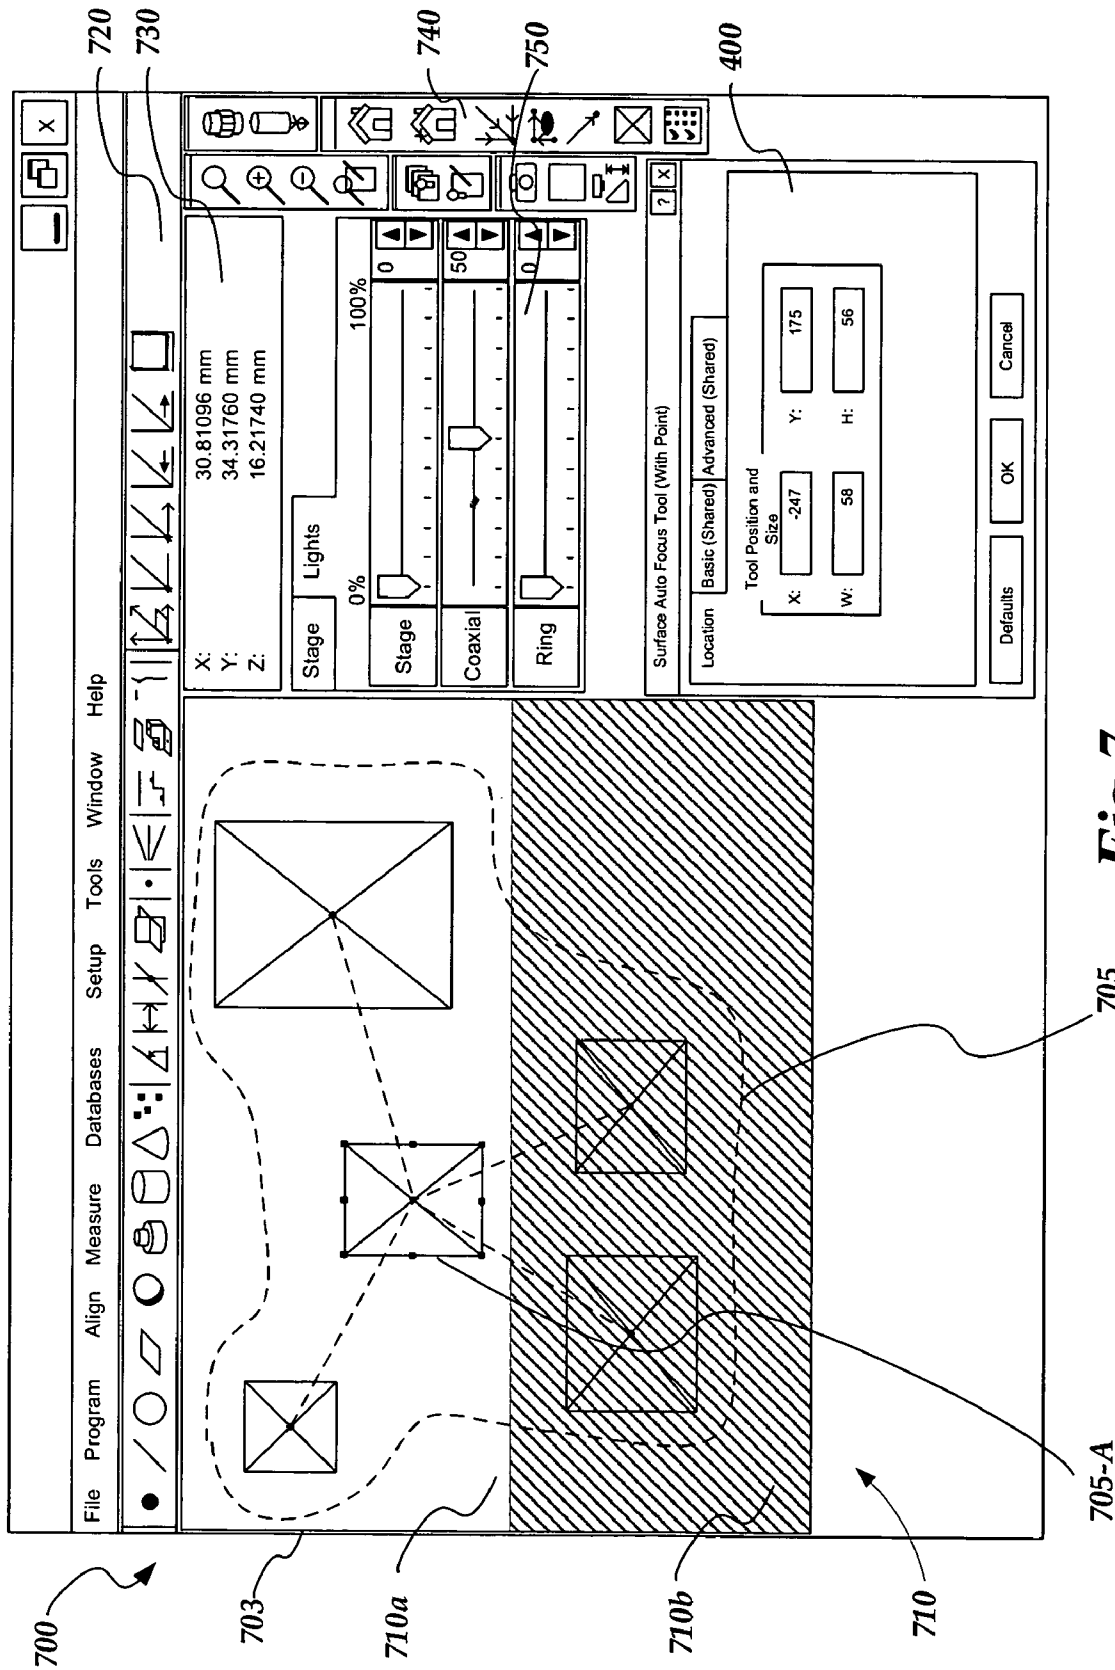 700
720
730
X
File Program Align Measure Databases Setup Tools Window Help
703
X: 30.81096 mm
Y: 34.31760 mm
Z: 16.21740 mm
740
Stage Lights
0% 100%
Stage 0
Coaxial 50
Ring 0
750
710a
710b
Surface Auto Focus Tool (With Point) ? X
Location Basic (Shared) Advanced (Shared)
400
Tool Position and
Size
X: -247 Y: 175
W: 58 H: 56
Defaults OK Cancel
710
705-A
705
Fig.7